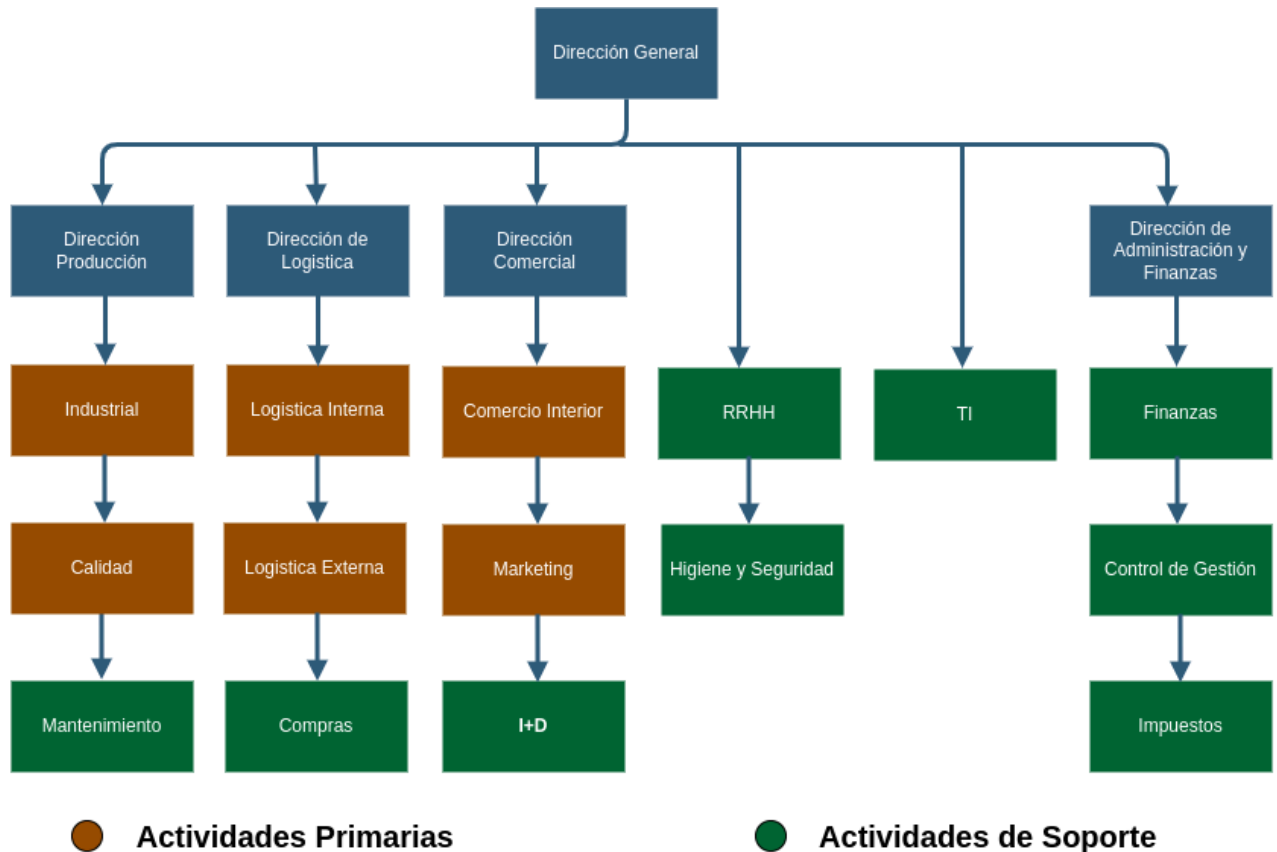 Dirección General
Dirección
Producción
Dirección de
Logistica
Dirección
Comercial
Dirección de
Administración y
Finanzas
Industrial
Logistica Interna
Comercio Interior
RRHH
TI
Finanzas
Calidad
Logistica Externa
Marketing
Higiene y Seguridad
Control de Gestión
Mantenimiento
Compras
I+D
Impuestos
Actividades Primarias
Actividades de Soporte